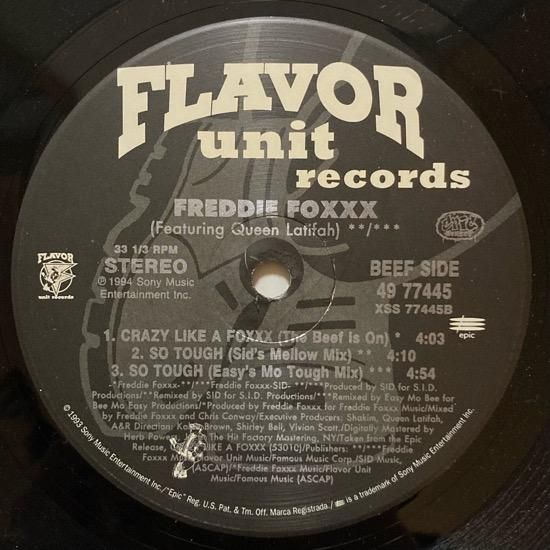 FLAVOR
unit
records
FREDDIE FOXXX
(Featuring Queen Latifah) **/***
33 1/3 RPM
STEREO
℗ 1994 Sony Music
Entertainment Inc.
FLAVOR
unit records
BEEF SIDE
49 77445
XSS 77445B
epic
1. CRAZY LIKE A FOXXX (The Beef is On) * 4:03
2. SO TOUGH (Sid's Mellow Mix) ** 4:10
3. SO TOUGH (Easy's Mo Tough Mix) *** 4:54
-*Freddie Foxxx-**/***Freddie Foxxx-SID- **/***Produced by SID for S.I.D.
Productions/**Remixed by SID for S.I.D. Productions/***Remixed by Easy Mo Bee for
Bee Mo Easy Productions/*Produced by Freddie Foxxx for Freddie Foxxx Music/Mixed
by Freddie Foxxx and Chris Conway/Executive Producers: Shakim, Queen Latifah,
A&R Direction: Brown, Shirley Bell, Vivian Scott./Digitally Mastered by
Herb Powers The Hit Factory Mastering, NY/Taken from the Epic
Release, LIKE A FOXXX (53010)/Publishers: **/***Freddie
Foxxx Music/Flavor Unit Music/Famous Music Corp./SID Music
(ASCAP)/*Freddie Foxxx Music/Flavor Unit
Music/Famous Music (ASCAP)
© 1993 Sony Music Entertainment Inc./"Epic" Reg. U.S. Pat. & Tm. Off. Marca Registrada./ is a trademark of Sony Music Entertainment Inc.